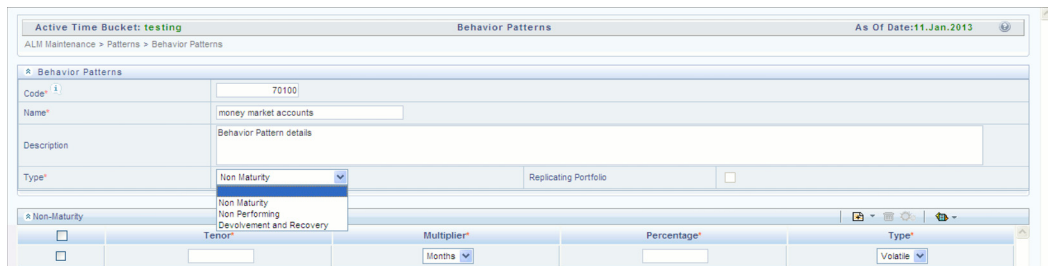 Active Time Bucket: testing Behavior Patterns As Of Date:11.Jan.2013
ALM Maintenance > Patterns > Behavior Patterns
Behavior Patterns
Code* i 70100
Name* money market accounts
Description Behavior Pattern details
Type* Non Maturity Replicating Portfolio
Non Maturity
Non Performing
Devolvement and Recovery
Non-Maturity
Tenor* Multiplier* Percentage* Type*
Months Volatile